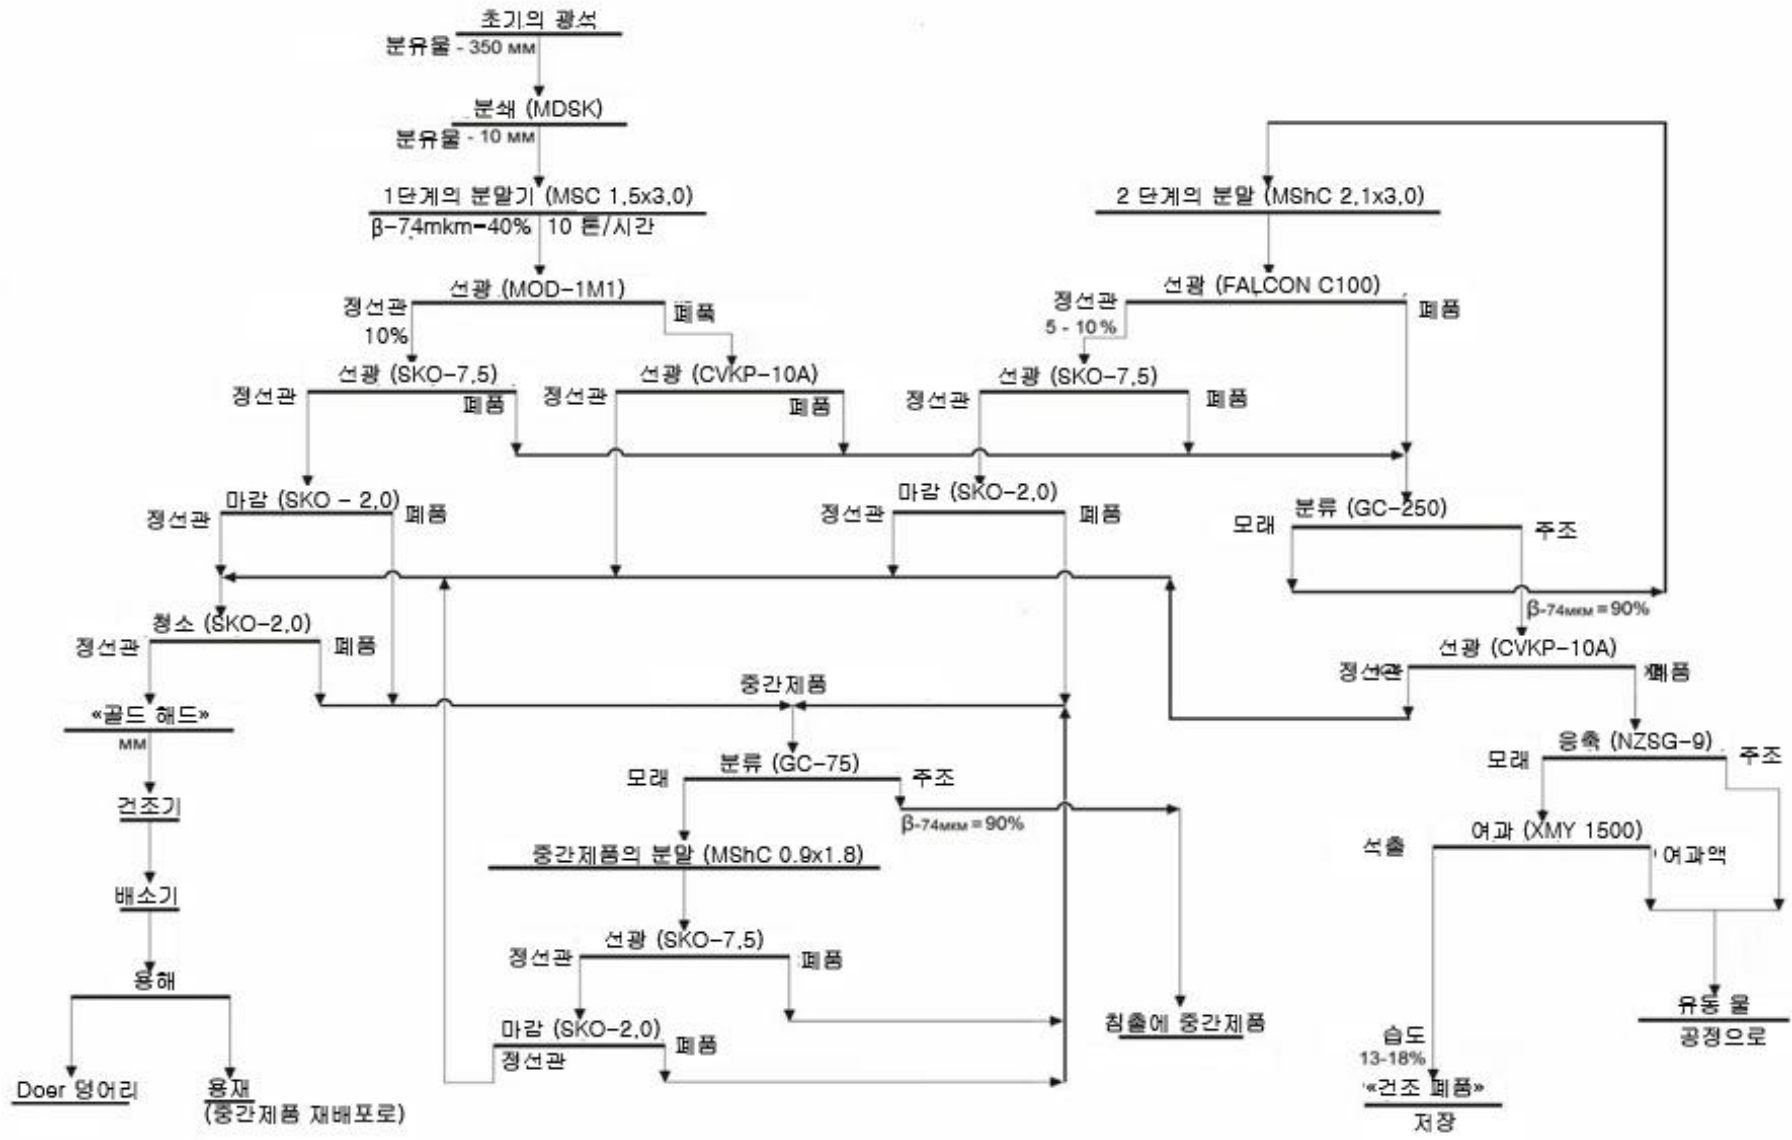 초기의 광석
분유물 - 350 мм
분쇄 (MDSK)
분유물 - 10 мм
1단계의 분말기 (MSC 1,5x3,0)
β-74mkm-40% 10 톤/시간
2 단계의 분말 (MShC 2,1x3,0)
선광 (MOD-1M1)
정선관
10%
폐품
선광 (FALCON C100)
정선관
5 - 10%
폐품
선광 (SKO-7,5)
정선관
폐품
선광 (CVKP-10A)
정선관
폐품
선광 (SKO-7,5)
정선관
폐품
마감 (SKO - 2,0)
정선관
폐품
마감 (SKO-2,0)
정선관
폐품
분류 (GC-250)
모래
주조
β-74мкм = 90%
청소 (SKO-2,0)
정선관
폐품
선광 (CVKP-10A)
정선관
폐품
«골드 헤드»
мм
중간제품
분류 (GC-75)
모래
주조
β-74мкм = 90%
응축 (NZSG-9)
모래
주조
건조기
중간제품의 분말 (MShC 0.9x1.8)
여과 (XMY 1500)
석출
여과액
배소기
선광 (SKO-7,5)
정선관
폐품
용해
마감 (SKO-2,0)
정선관
폐품
침출에 중간제품
유동 물
공정으로
습도
13-18%
Doer 덩어리
용재
(중간제품 재배포로)
«건조 폐품»
저장